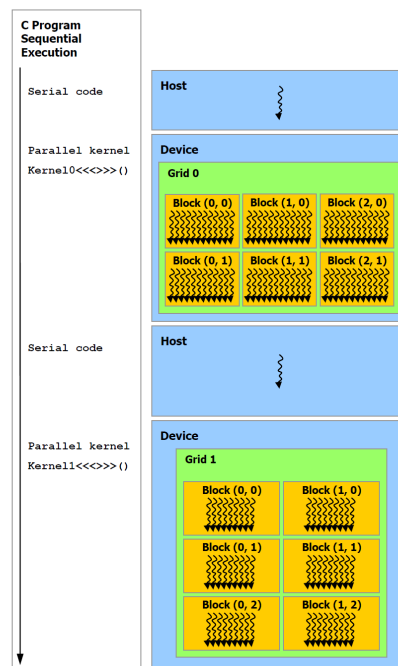 C Program
Sequential
Execution
Serial code
Host
Parallel kernel
Kernel0<<<>>>()
Device
Grid 0
Block (0, 0)
Block (1, 0)
Block (2, 0)
Block (0, 1)
Block (1, 1)
Block (2, 1)
Serial code
Host
Parallel kernel
Kernel1<<<>>>()
Device
Grid 1
Block (0, 0)
Block (1, 0)
Block (0, 1)
Block (1, 1)
Block (0, 2)
Block (1, 2)